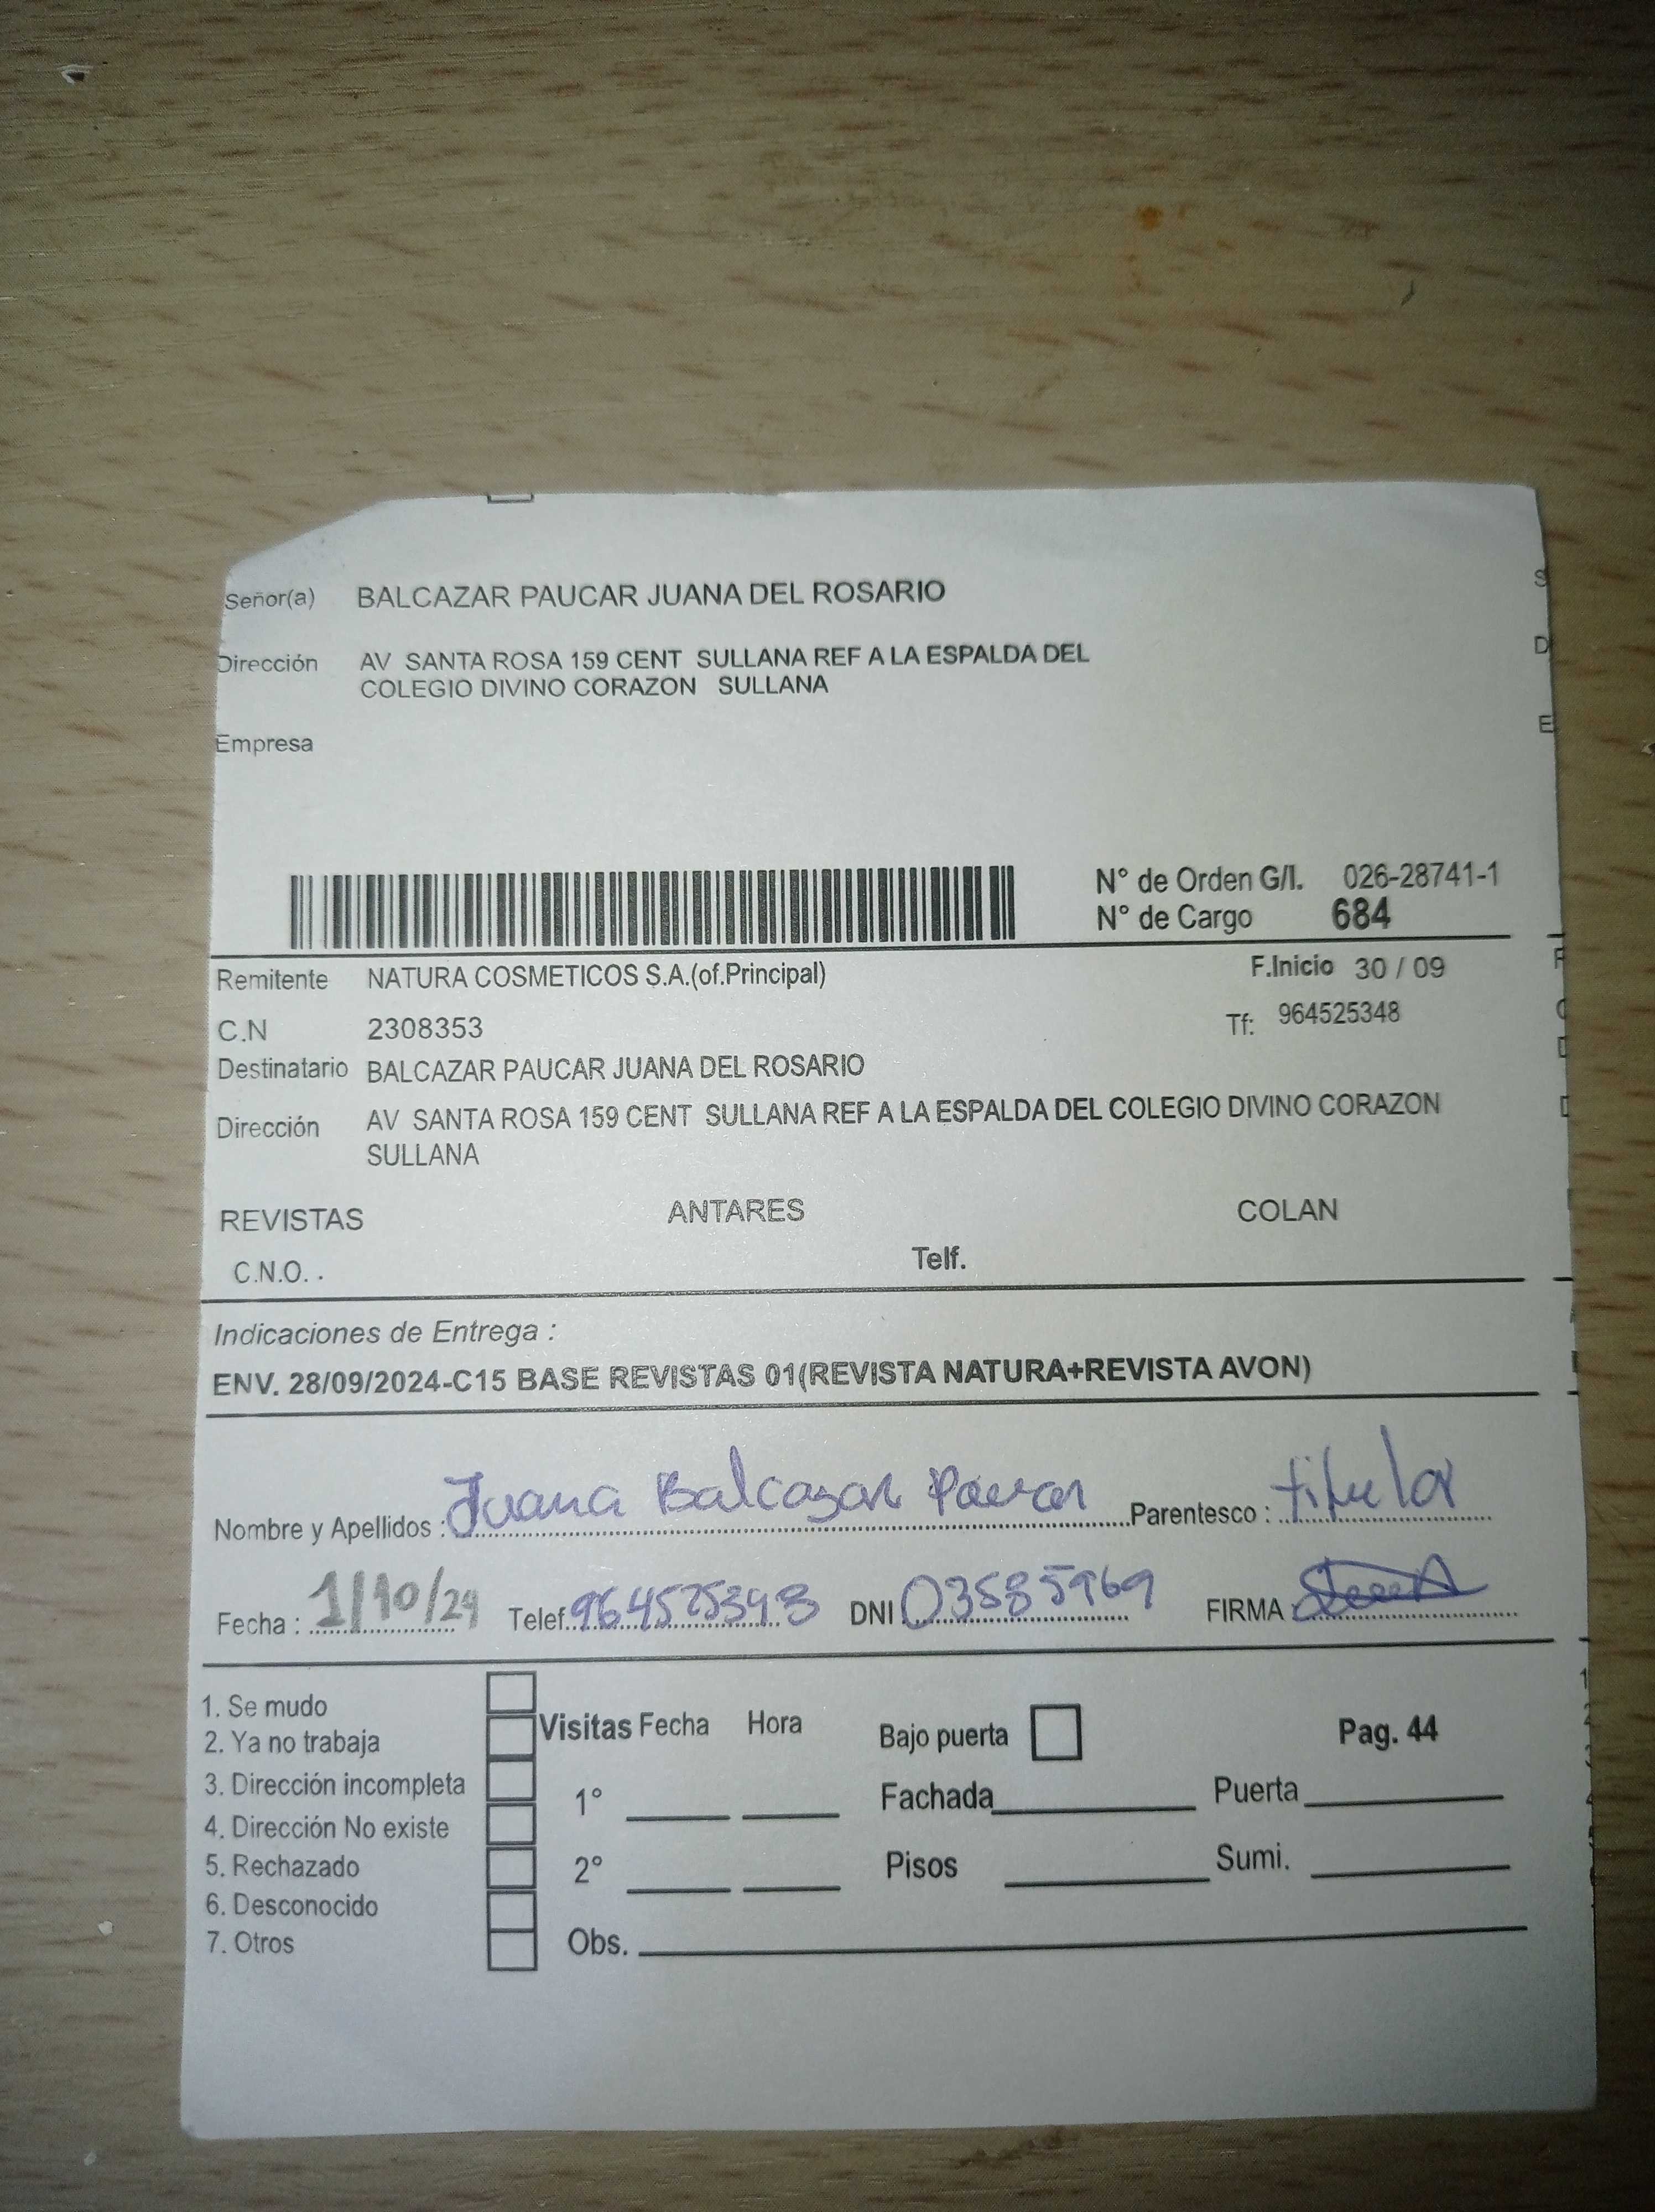 Señor(a) BALCAZAR PAUCAR JUANA DEL ROSARIO
Dirección AV SANTA ROSA 159 CENT SULLANA REF A LA ESPALDA DEL
COLEGIO DIVINO CORAZON SULLANA
Empresa
N° de Orden G/I. 026-28741-1
N° de Cargo 684
Remitente NATURA COSMETICOS S.A.(of.Principal) F.Inicio 30 / 09
C.N 2308353 Tf: 964525348
Destinatario BALCAZAR PAUCAR JUANA DEL ROSARIO
Dirección AV SANTA ROSA 159 CENT SULLANA REF A LA ESPALDA DEL COLEGIO DIVINO CORAZON
SULLANA
REVISTAS ANTARES COLAN
C.N.O. . Telf.
Indicaciones de Entrega :
ENV. 28/09/2024-C15 BASE REVISTAS 01(REVISTA NATURA+REVISTA AVON)
Nombre y Apellidos : Juana Balcazar Paucar Parentesco : titular
Fecha : 1/10/24 Telef. 964525348 DNI 03585969 FIRMA
1. Se mudo
2. Ya no trabaja Visitas Fecha Hora Bajo puerta Pag. 44
3. Dirección incompleta 1° Fachada Puerta
4. Dirección No existe
5. Rechazado 2° Pisos Sumi.
6. Desconocido
7. Otros Obs.